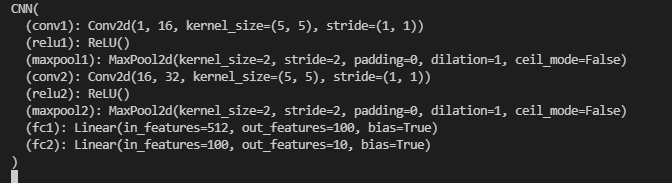 CNN(
  (conv1): Conv2d(1, 16, kernel_size=(5, 5), stride=(1, 1))
  (relu1): ReLU()
  (maxpool1): MaxPool2d(kernel_size=2, stride=2, padding=0, dilation=1, ceil_mode=False)
  (conv2): Conv2d(16, 32, kernel_size=(5, 5), stride=(1, 1))
  (relu2): ReLU()
  (maxpool2): MaxPool2d(kernel_size=2, stride=2, padding=0, dilation=1, ceil_mode=False)
  (fc1): Linear(in_features=512, out_features=100, bias=True)
  (fc2): Linear(in_features=100, out_features=10, bias=True)
)